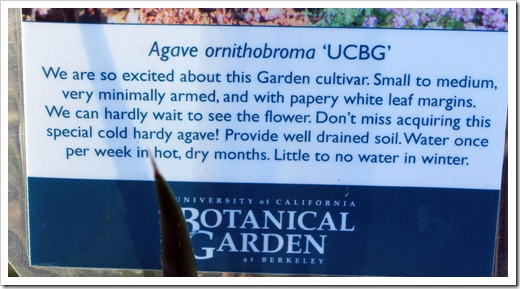 Agave ornithobroma ‘UCBG’
We are so excited about this Garden cultivar. Small to medium,
very minimally armed, and with papery white leaf margins.
We can hardly wait to see the flower. Don't miss acquiring this
special cold hardy agave! Provide well drained soil. Water once
per week in hot, dry months. Little to no water in winter.
UNIVERSITY OF CALIFORNIA
BOTANICAL
GARDEN
AT BERKELEY